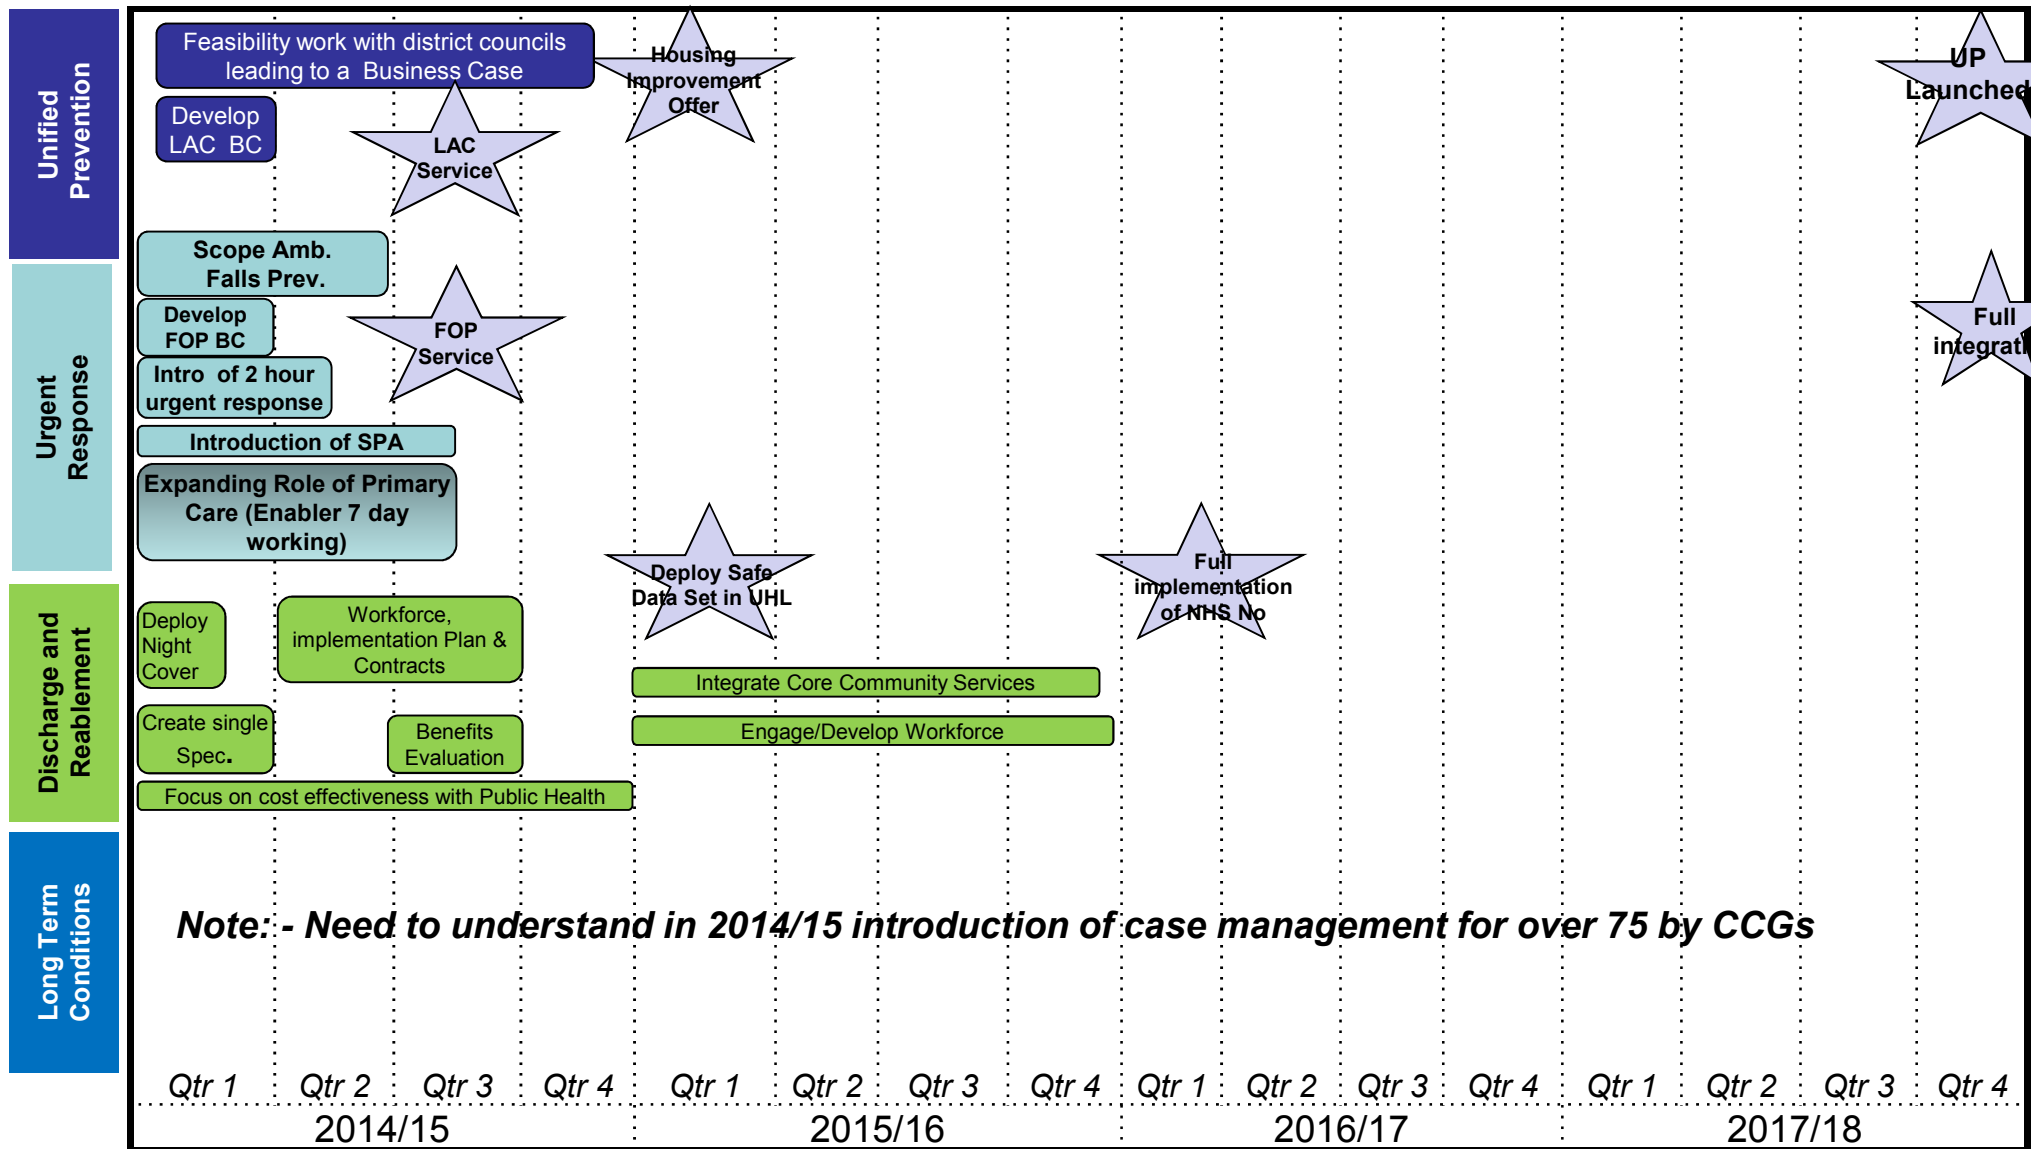 Unified
Prevention
Feasibility work with district councils
leading to a  Business Case
Develop
LAC  BC
LAC
Service
Housing
Improvement
Offer
UP
Launched
Urgent
Response
Scope Amb.
Falls Prev.
Develop
FOP BC
Intro  of 2 hour
urgent response
Introduction of SPA
Expanding Role of Primary
Care (Enabler 7 day
working)
FOP
Service
Full
integrati
Discharge and
Reablement
Deploy
Night
Cover
Workforce,
implementation Plan &
Contracts
Create single
Spec.
Benefits
Evaluation
Focus on cost effectiveness with Public Health
Deploy Safe
Data Set in UHL
Full
implementation
of NHS No
Integrate Core Community Services
Engage/Develop Workforce
Long Term
Conditions
Note: - Need to understand in 2014/15 introduction of case management for over 75 by CCGs
Qtr 1 Qtr 2 Qtr 3 Qtr 4 Qtr 1 Qtr 2 Qtr 3 Qtr 4 Qtr 1 Qtr 2 Qtr 3 Qtr 4 Qtr 1 Qtr 2 Qtr 3 Qtr 4
2014/15 2015/16 2016/17 2017/18